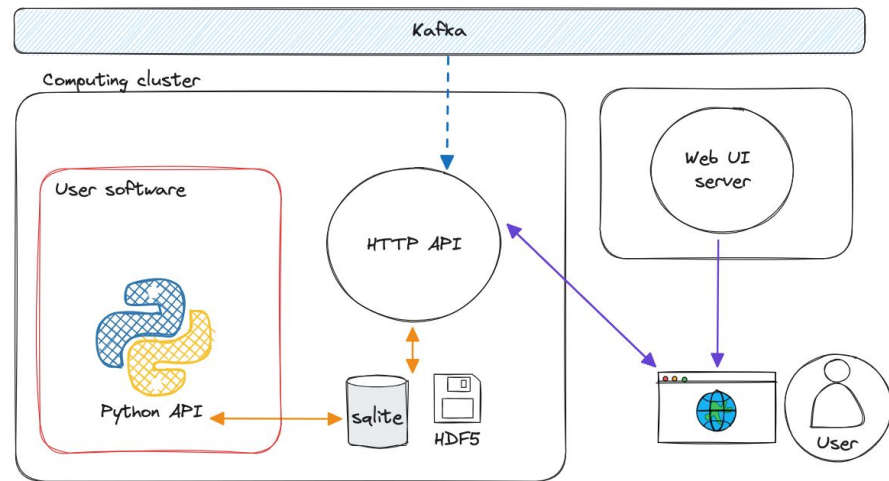 Kafka
Computing cluster
User software
HTTP API
Web UI
server
Python API
sqlite
HDF5
User